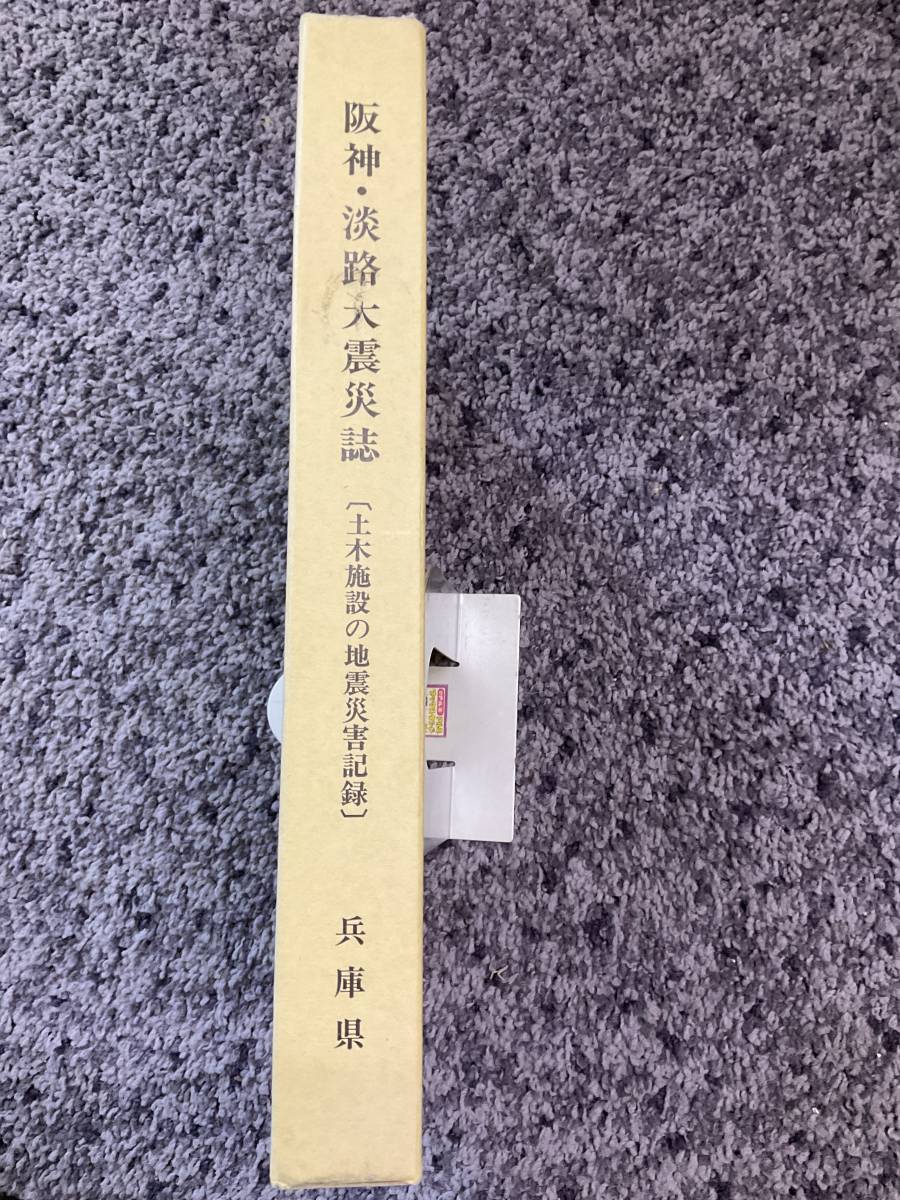 阪神・淡路大震災誌
〔土木施設の地震災害記録〕
兵庫県